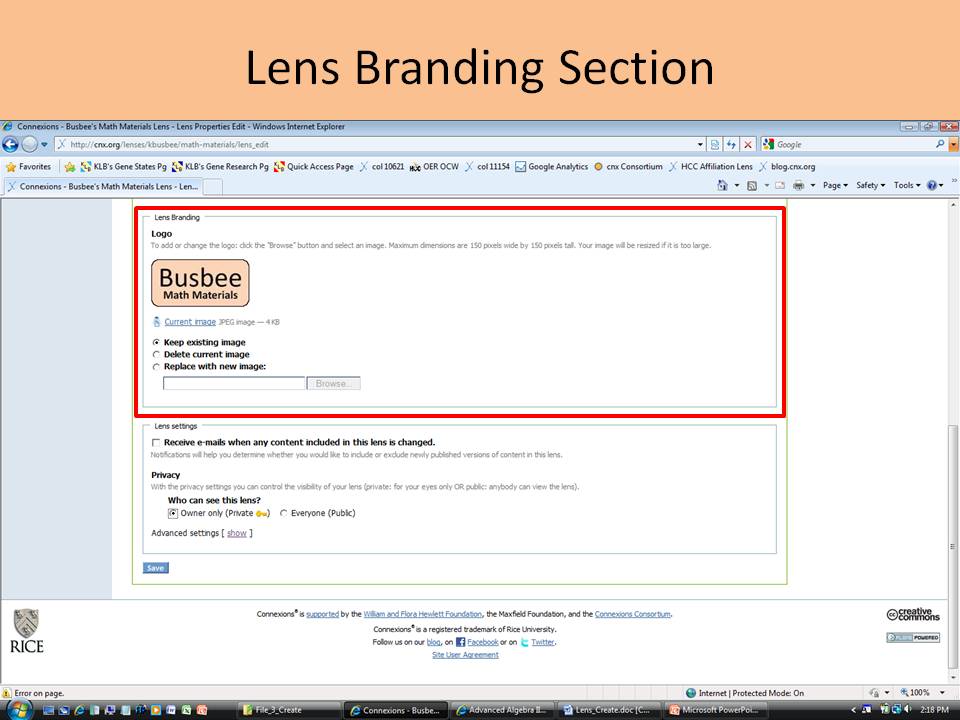 Lens Branding Section
Connexions - Busbee's Math Materials Lens - Lens Properties Edit - Windows Internet Explorer
http://cnx.org/lenses/kbusbee/math-materials/lens_edit
Google
Favorites KLB's Gene States Pg KLB's Gene Research Pg Quick Access Page col 10621 OER OCW col 11154 Google Analytics cnx Consortium HCC Affiliation Lens blog.cnx.org
Connexions - Busbee's Math Materials Lens - Len... Page Safety Tools
Lens Branding
Logo
To add or change the logo: click the "Browse" button and select an image. Maximum dimensions are 150 pixels wide by 150 pixels tall. Your image will be resized if it is too large.
Busbee
Math Materials
Current image JPEG image — 4 KB
Keep existing image
Delete current image
Replace with new image:
Browse...
Lens settings
Receive e-mails when any content included in this lens is changed.
Notifications will help you determine whether you would like to include or exclude newly published versions of content in this lens.
Privacy
With the privacy settings you can control the visibility of your lens (private: for your eyes only OR public: anybody can view the lens).
Who can see this lens?
Owner only (Private ) Everyone (Public)
Advanced settings [ show ]
Save
Connexions® is supported by the William and Flora Hewlett Foundation, the Maxfield Foundation, and the Connexions Consortium.
Connexions® is a registered trademark of Rice University.
Follow us on our blog, on Facebook or on Twitter.
Site User Agreement
RICE
cc creative commons
PLONE POWERED
Error on page. Internet | Protected Mode: On 100%
File_3_Create Connexions - Busbe... Advanced Algebra II... Lens_Create.doc [C... Microsoft PowerPoi... 2:18 PM